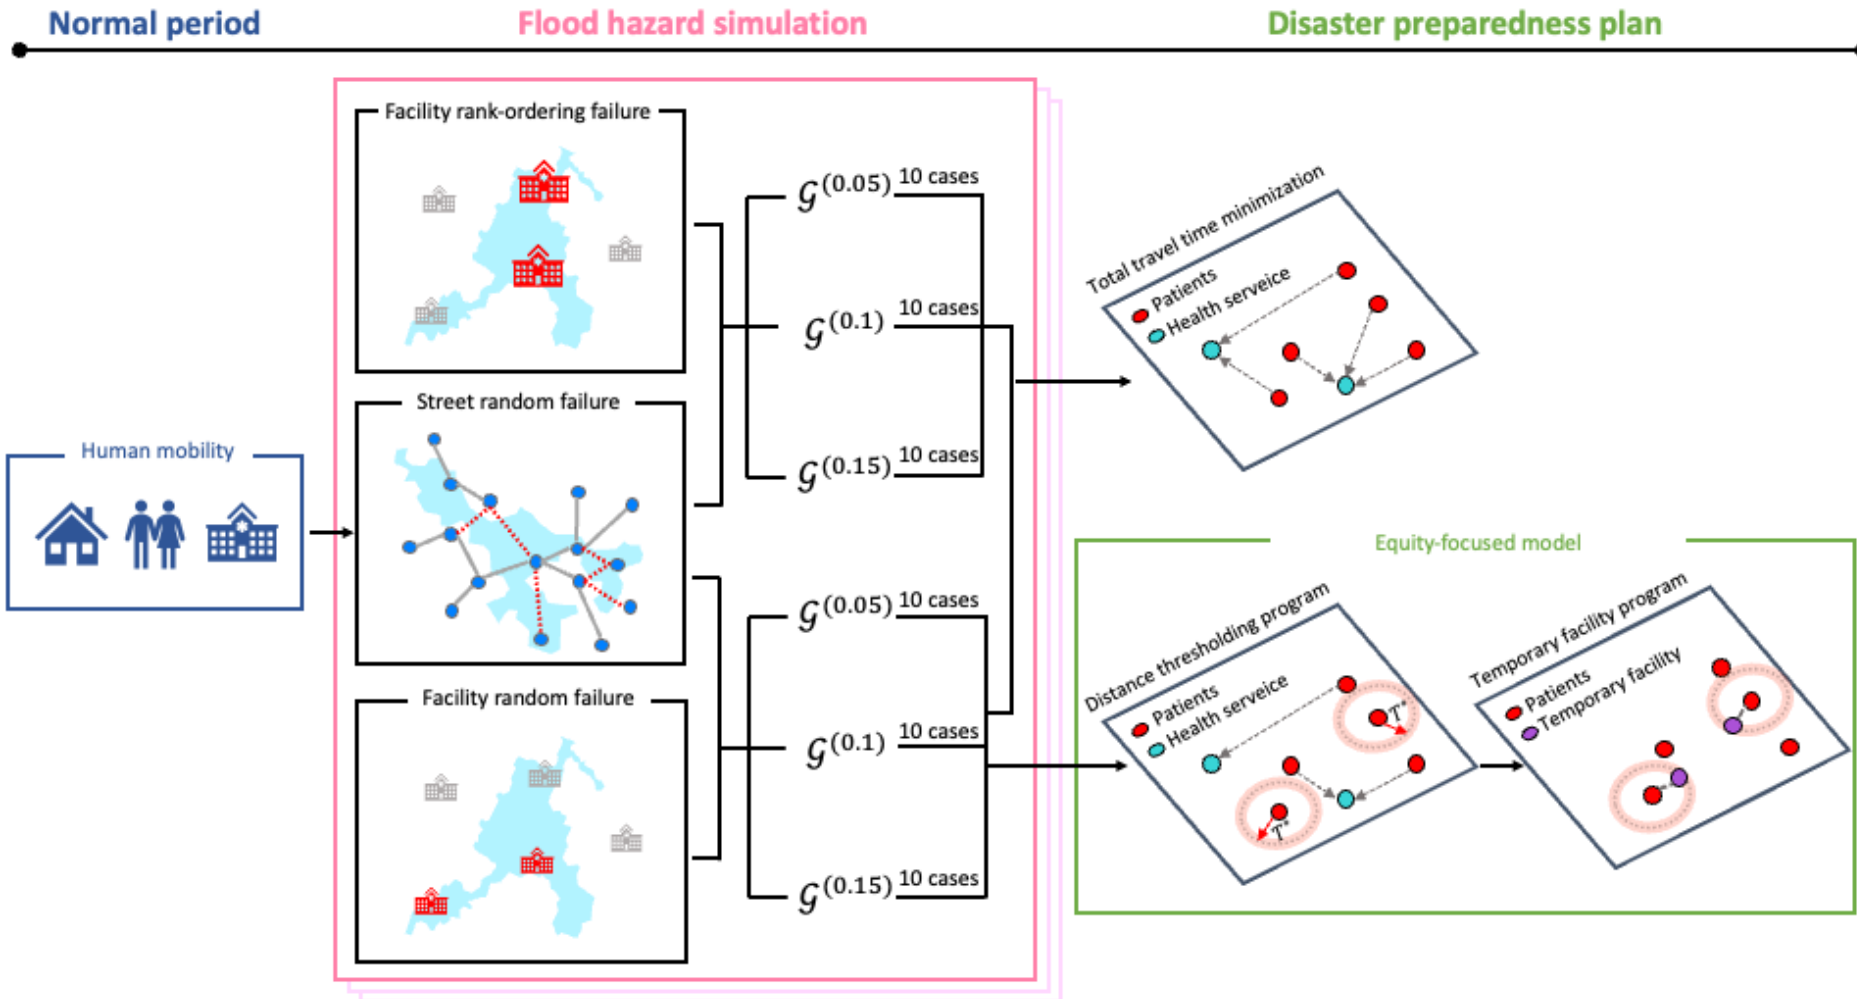 Normal period
Flood hazard simulation
Disaster preparedness plan
Human mobility
Facility rank-ordering failure
Street random failure
Facility random failure
𝒢(0.05) 10 cases
𝒢(0.1) 10 cases
𝒢(0.15) 10 cases
𝒢(0.05) 10 cases
𝒢(0.1) 10 cases
𝒢(0.15) 10 cases
Total travel time minimization
Patients
Health serveice
Equity-focused model
Distance thresholding program
Patients
Health serveice
T*
T*
Temporary facility program
Patients
Temporary facility